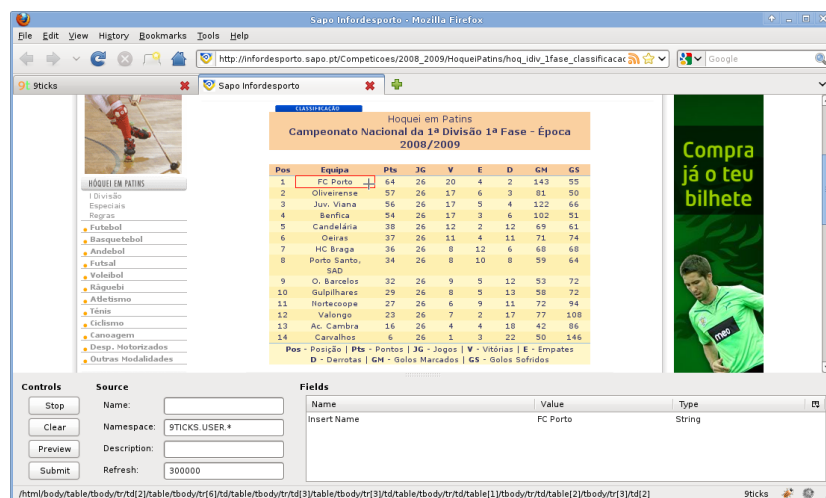 Sapo Infordesporto - Mozilla Firefox
File Edit View History Bookmarks Tools Help
http://infordesporto.sapo.pt/Competicoes/2008_2009/HoqueiPatins/hoq_idiv_1fase_classificacac
Google
9ticks
Sapo Infordesporto
CLASSIFICAÇÃO
Hoquei em Patins
Campeonato Nacional da 1ª Divisão 1ª Fase - Época
2008/2009
Pos Equipa Pts JG V E D GM GS
1 FC Porto 64 26 20 4 2 143 55
2 Oliveirense 57 26 17 6 3 81 50
3 Juv. Viana 56 26 17 5 4 122 66
4 Benfica 54 26 17 3 6 102 51
5 Candelária 38 26 12 2 12 69 61
6 Oeiras 37 26 11 4 11 71 74
7 HC Braga 36 26 8 12 6 68 68
8 Porto Santo, SAD 34 26 8 10 8 59 64
9 O. Barcelos 32 26 9 5 12 53 72
10 Gulpilhares 29 26 8 5 13 58 72
11 Nortecoope 27 26 6 9 11 72 94
12 Valongo 23 26 7 2 17 77 108
13 Ac. Cambra 16 26 4 4 18 42 86
14 Carvalhos 6 26 1 3 22 50 146
Pos - Posição | Pts - Pontos | JG - Jogos | V - Vitórias | E - Empates
D - Derrotas | GM - Golos Marcados | GS - Golos Sofridos
HÓQUEI EM PATINS
I Divisão
Especiais
Regras
Futebol
Basquetebol
Andebol
Futsal
Voleibol
Râguebi
Atletismo
Ténis
Ciclismo
Canoagem
Desp. Motorizados
Outras Modalidades
Compra
já o teu
bilhete
meo
Controls
Stop
Clear
Preview
Submit
Source
Name:
Namespace: 9TICKS.USER.*
Description:
Refresh: 300000
Fields
Name Value Type
Insert Name FC Porto String
/html/body/table/tbody/tr/td[2]/table/tbody/tr[6]/td/table/tbody/tr/td[3]/table/tbody/tr[3]/td/table/tbody/tr/td/table[1]/tbody/tr/td/table[2]/tbody/tr[3]/td[2]
9ticks